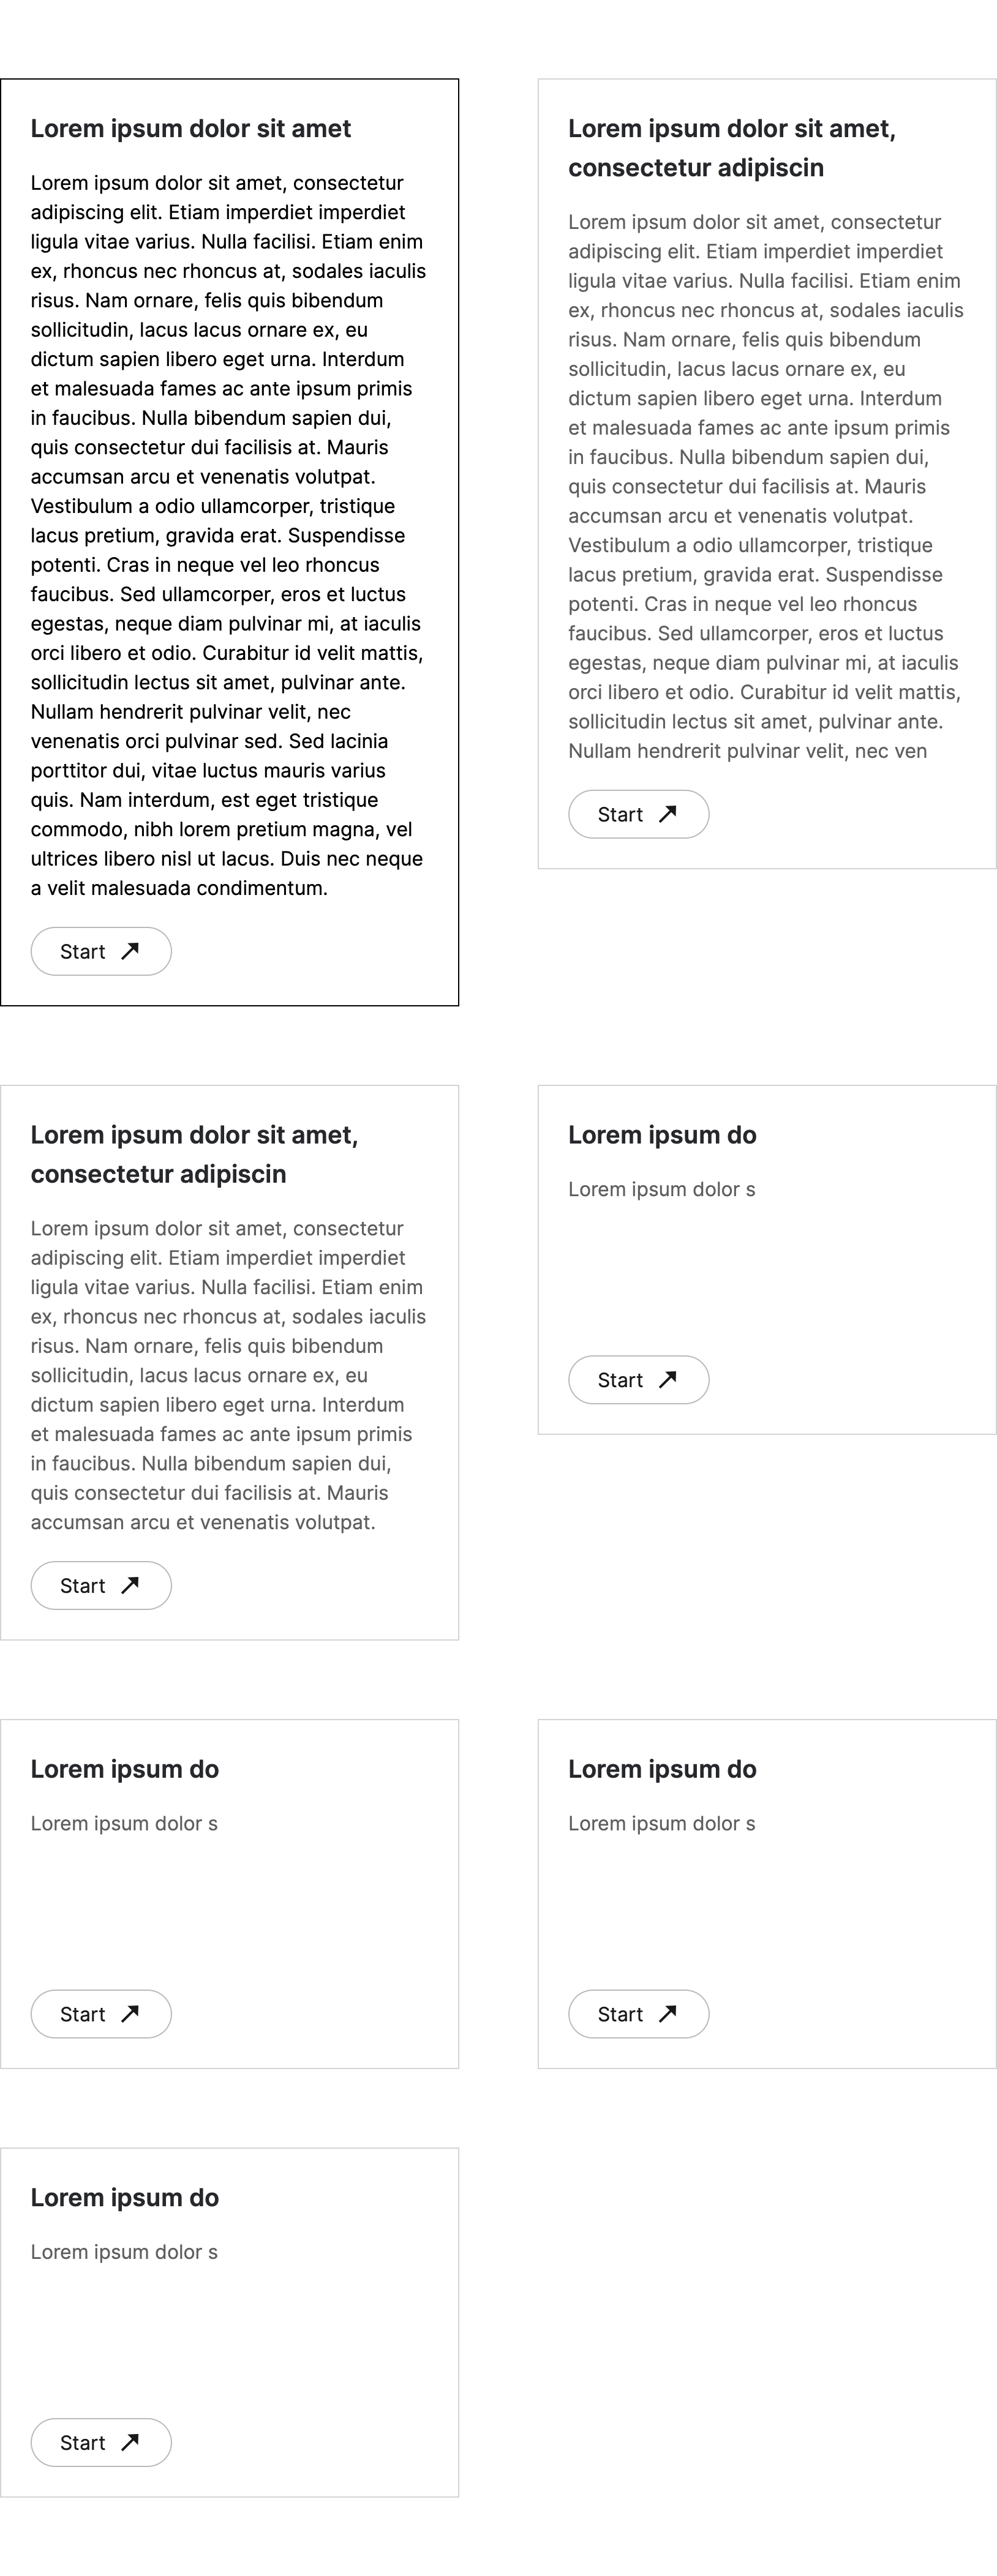 Lorem ipsum dolor sit amet
Lorem ipsum dolor sit amet, consectetur
adipiscing elit. Etiam imperdiet imperdiet
ligula vitae varius. Nulla facilisi. Etiam enim
ex, rhoncus nec rhoncus at, sodales iaculis
risus. Nam ornare, felis quis bibendum
sollicitudin, lacus lacus ornare ex, eu
dictum sapien libero eget urna. Interdum
et malesuada fames ac ante ipsum primis
in faucibus. Nulla bibendum sapien dui,
quis consectetur dui facilisis at. Mauris
accumsan arcu et venenatis volutpat.
Vestibulum a odio ullamcorper, tristique
lacus pretium, gravida erat. Suspendisse
potenti. Cras in neque vel leo rhoncus
faucibus. Sed ullamcorper, eros et luctus
egestas, neque diam pulvinar mi, at iaculis
orci libero et odio. Curabitur id velit mattis,
sollicitudin lectus sit amet, pulvinar ante.
Nullam hendrerit pulvinar velit, nec
venenatis orci pulvinar sed. Sed lacinia
porttitor dui, vitae luctus mauris varius
quis. Nam interdum, est eget tristique
commodo, nibh lorem pretium magna, vel
ultrices libero nisl ut lacus. Duis nec neque
a velit malesuada condimentum.
Start
Lorem ipsum dolor sit amet,
consectetur adipiscin
Lorem ipsum dolor sit amet, consectetur
adipiscing elit. Etiam imperdiet imperdiet
ligula vitae varius. Nulla facilisi. Etiam enim
ex, rhoncus nec rhoncus at, sodales iaculis
risus. Nam ornare, felis quis bibendum
sollicitudin, lacus lacus ornare ex, eu
dictum sapien libero eget urna. Interdum
et malesuada fames ac ante ipsum primis
in faucibus. Nulla bibendum sapien dui,
quis consectetur dui facilisis at. Mauris
accumsan arcu et venenatis volutpat.
Vestibulum a odio ullamcorper, tristique
lacus pretium, gravida erat. Suspendisse
potenti. Cras in neque vel leo rhoncus
faucibus. Sed ullamcorper, eros et luctus
egestas, neque diam pulvinar mi, at iaculis
orci libero et odio. Curabitur id velit mattis,
sollicitudin lectus sit amet, pulvinar ante.
Nullam hendrerit pulvinar velit, nec ven
Start
Lorem ipsum dolor sit amet,
consectetur adipiscin
Lorem ipsum dolor sit amet, consectetur
adipiscing elit. Etiam imperdiet imperdiet
ligula vitae varius. Nulla facilisi. Etiam enim
ex, rhoncus nec rhoncus at, sodales iaculis
risus. Nam ornare, felis quis bibendum
sollicitudin, lacus lacus ornare ex, eu
dictum sapien libero eget urna. Interdum
et malesuada fames ac ante ipsum primis
in faucibus. Nulla bibendum sapien dui,
quis consectetur dui facilisis at. Mauris
accumsan arcu et venenatis volutpat.
Start
Lorem ipsum do
Lorem ipsum dolor s
Start
Lorem ipsum do
Lorem ipsum dolor s
Start
Lorem ipsum do
Lorem ipsum dolor s
Start
Lorem ipsum do
Lorem ipsum dolor s
Start